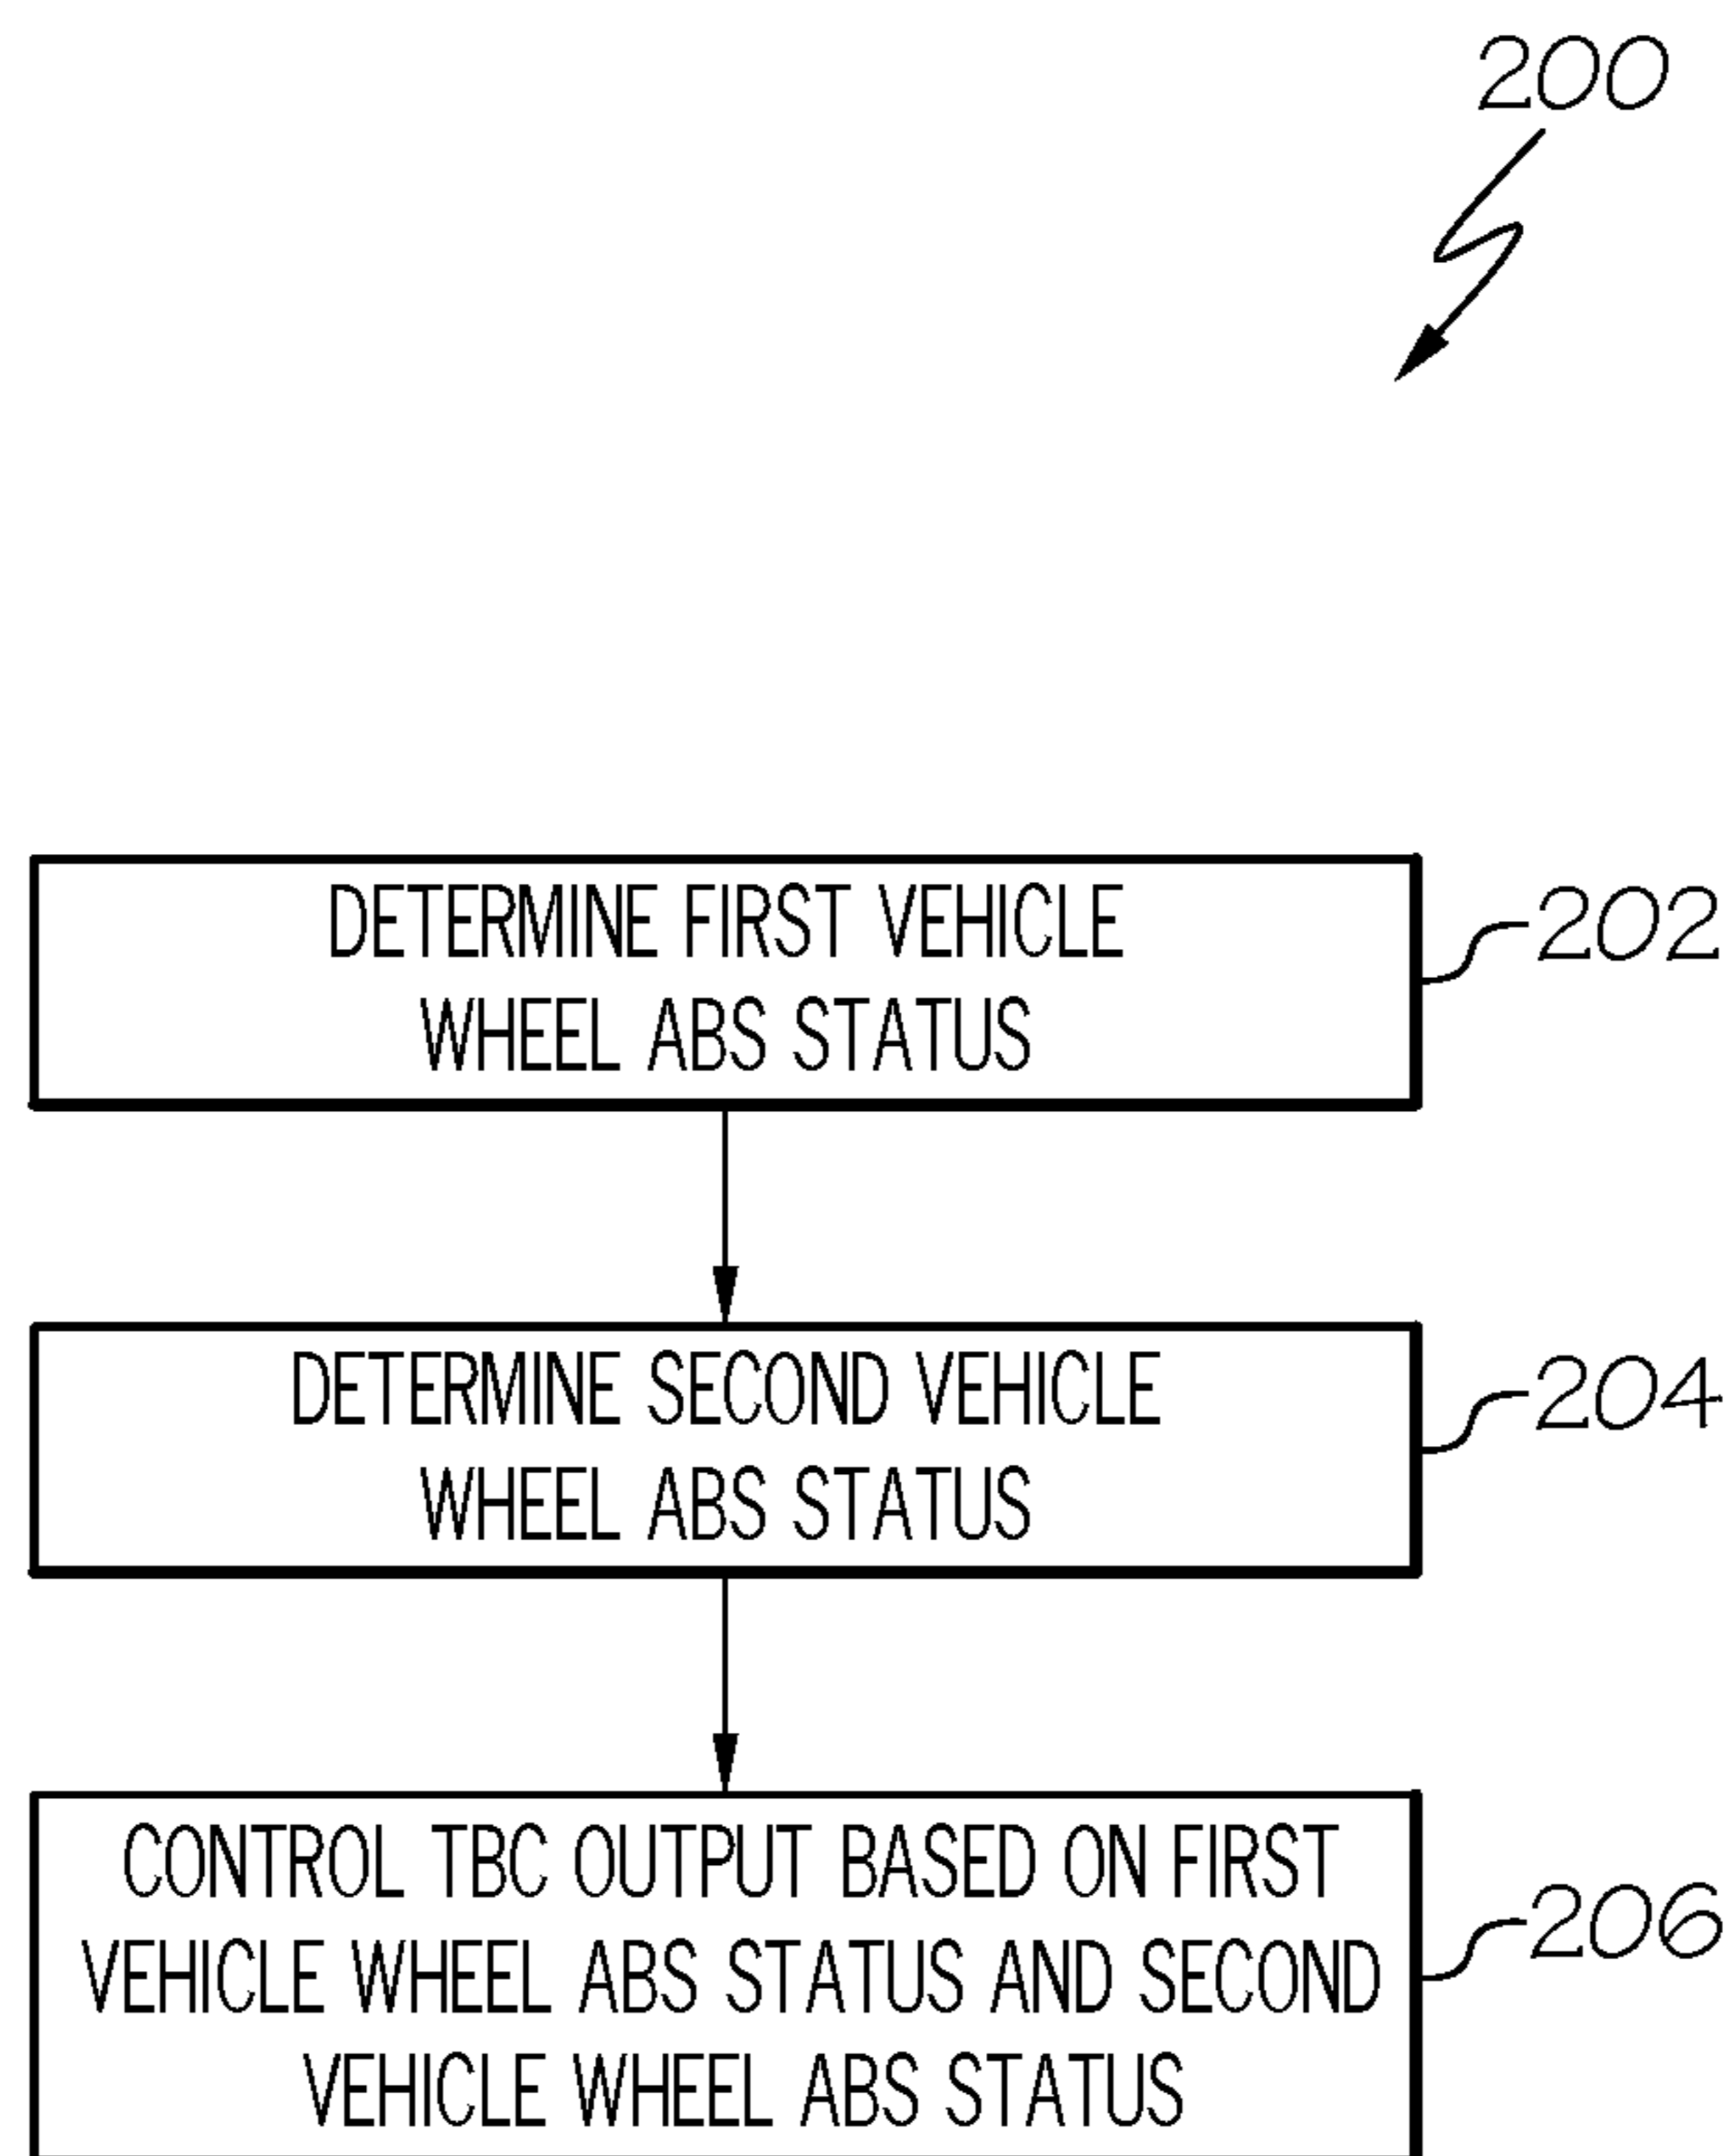 200
DETERMINE FIRST VEHICLE
WHEEL ABS STATUS
202
DETERMINE SECOND VEHICLE
WHEEL ABS STATUS
204
CONTROL TBC OUTPUT BASED ON FIRST
VEHICLE WHEEL ABS STATUS AND SECOND
VEHICLE WHEEL ABS STATUS
206